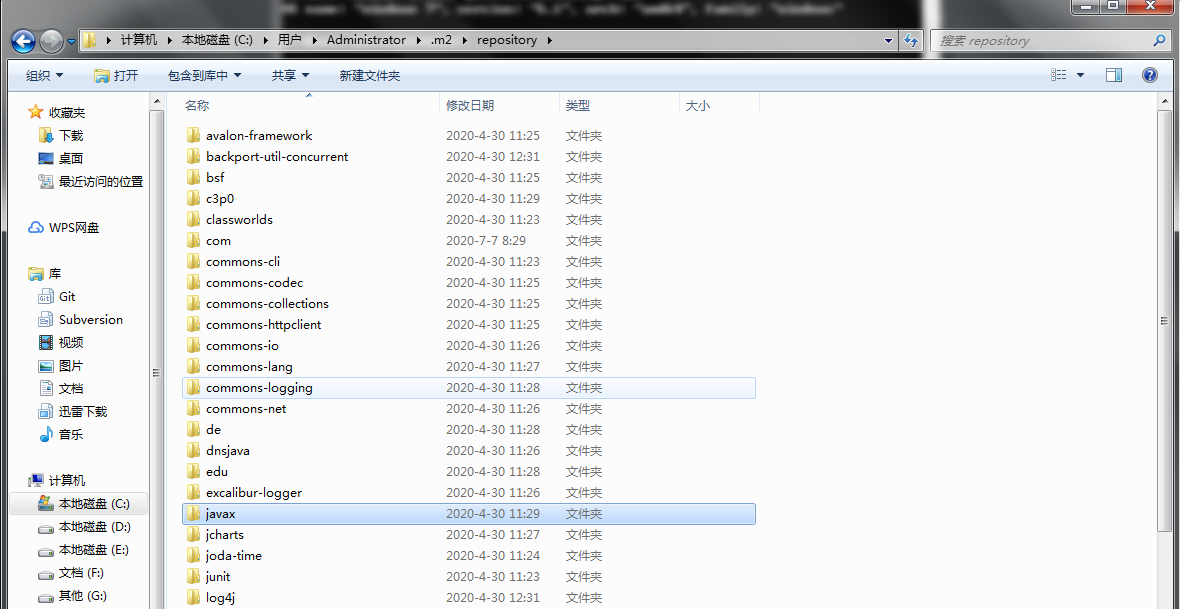 OS name: "windows 7", version: "6.1", arch: "amd64", family: "windows"
计算机 本地磁盘 (C:) 用户 Administrator .m2 repository 搜索 repository
组织 打开 包含到库中 共享 新建文件夹
收藏夹
下载
桌面
最近访问的位置
WPS网盘
库
Git
Subversion
视频
图片
文档
迅雷下载
音乐
计算机
本地磁盘 (C:)
本地磁盘 (D:)
本地磁盘 (E:)
文档 (F:)
其他 (G:)
名称 修改日期 类型 大小
avalon-framework 2020-4-30 11:25 文件夹
backport-util-concurrent 2020-4-30 12:31 文件夹
bsf 2020-4-30 11:25 文件夹
c3p0 2020-4-30 11:29 文件夹
classworlds 2020-4-30 11:23 文件夹
com 2020-7-7 8:29 文件夹
commons-cli 2020-4-30 11:23 文件夹
commons-codec 2020-4-30 11:25 文件夹
commons-collections 2020-4-30 11:25 文件夹
commons-httpclient 2020-4-30 11:25 文件夹
commons-io 2020-4-30 11:26 文件夹
commons-lang 2020-4-30 11:27 文件夹
commons-logging 2020-4-30 11:28 文件夹
commons-net 2020-4-30 11:26 文件夹
de 2020-4-30 11:28 文件夹
dnsjava 2020-4-30 11:26 文件夹
edu 2020-4-30 11:28 文件夹
excalibur-logger 2020-4-30 11:26 文件夹
javax 2020-4-30 11:29 文件夹
jcharts 2020-4-30 11:27 文件夹
joda-time 2020-4-30 11:24 文件夹
junit 2020-4-30 11:23 文件夹
log4j 2020-4-30 12:31 文件夹